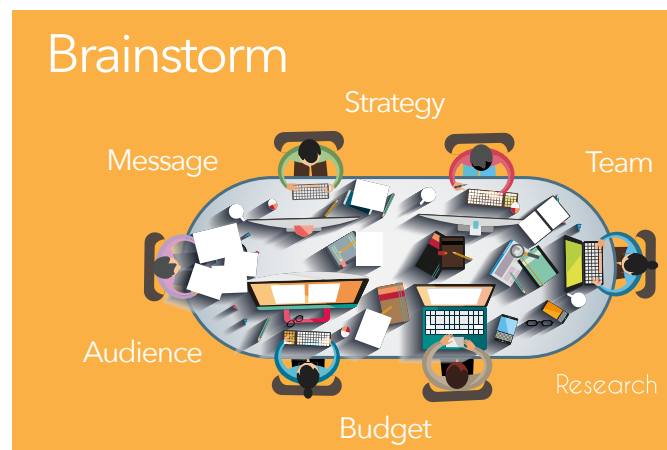 Brainstorm
Strategy
Message
Team
Audience
Research
Budget